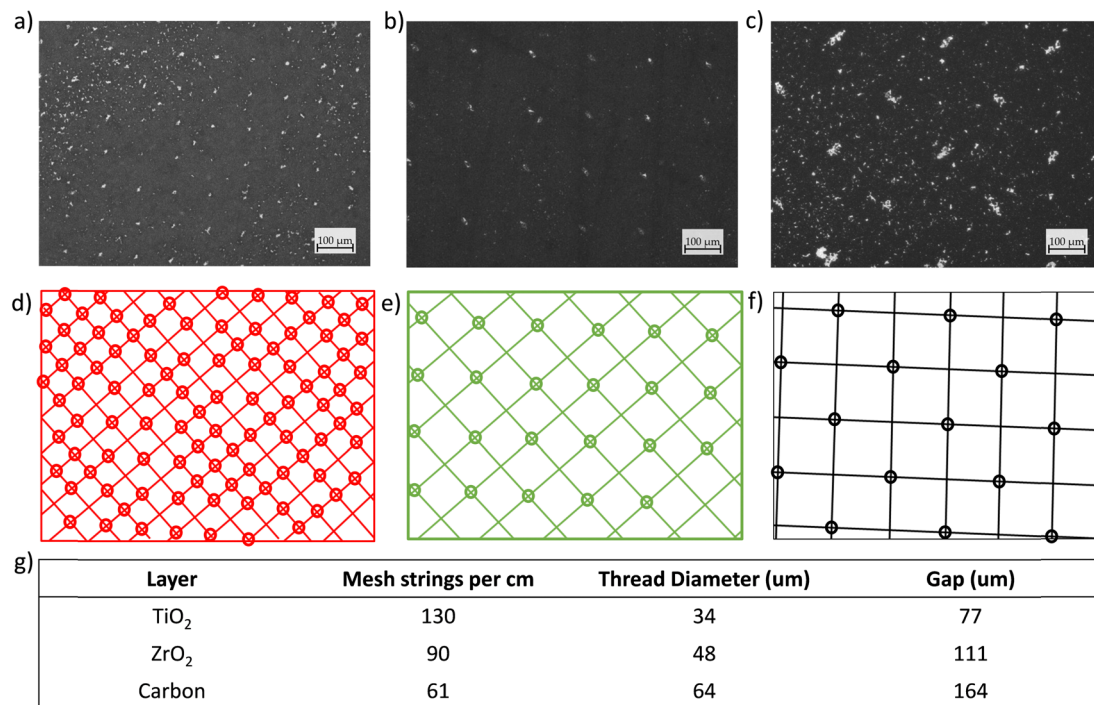 a)
b)
c)
100 μm
100 μm
100 μm
d)
e)
f)
g)
Layer Mesh strings per cm Thread Diameter (um) Gap (um)
TiO₂ 130 34 77
ZrO₂ 90 48 111
Carbon 61 64 164